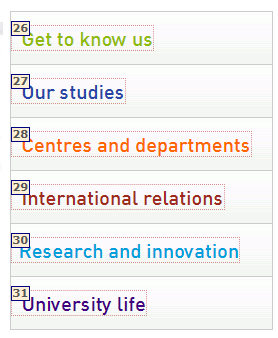 26
Get to know us
27
Our studies
28
Centres and departments
29
International relations
30
Research and innovation
31
University life